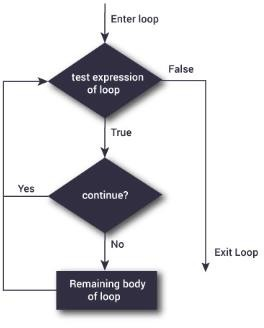 Enter loop
test expression
of loop
False
True
Yes
continue?
No
Exit Loop
Remaining body
of loop